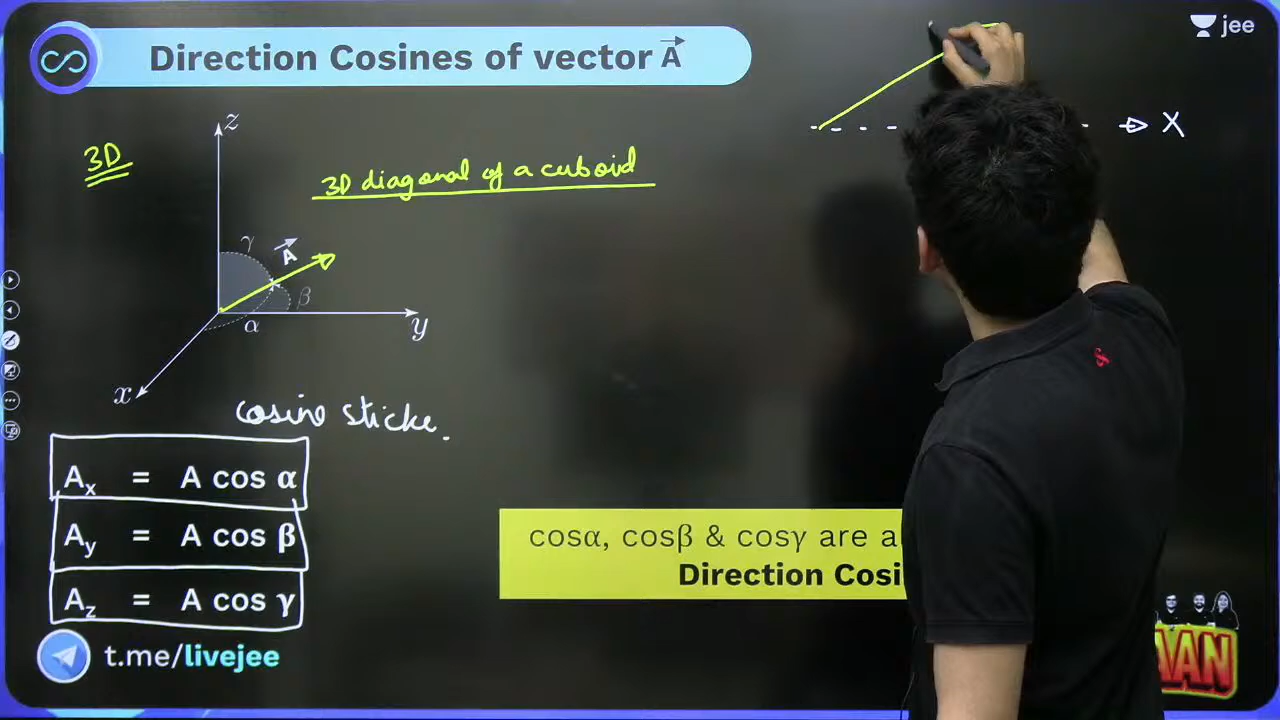 Direction Cosines of vector A
jee
X
3D
z
3D diagonal of a cuboid
γ
A
β
α
y
x
cosine sticke.
Ax = A cos α
Ay = A cos β
Az = A cos γ
cosα, cosβ & cosγ are a
Direction Cosi
t.me/livejee
AAN